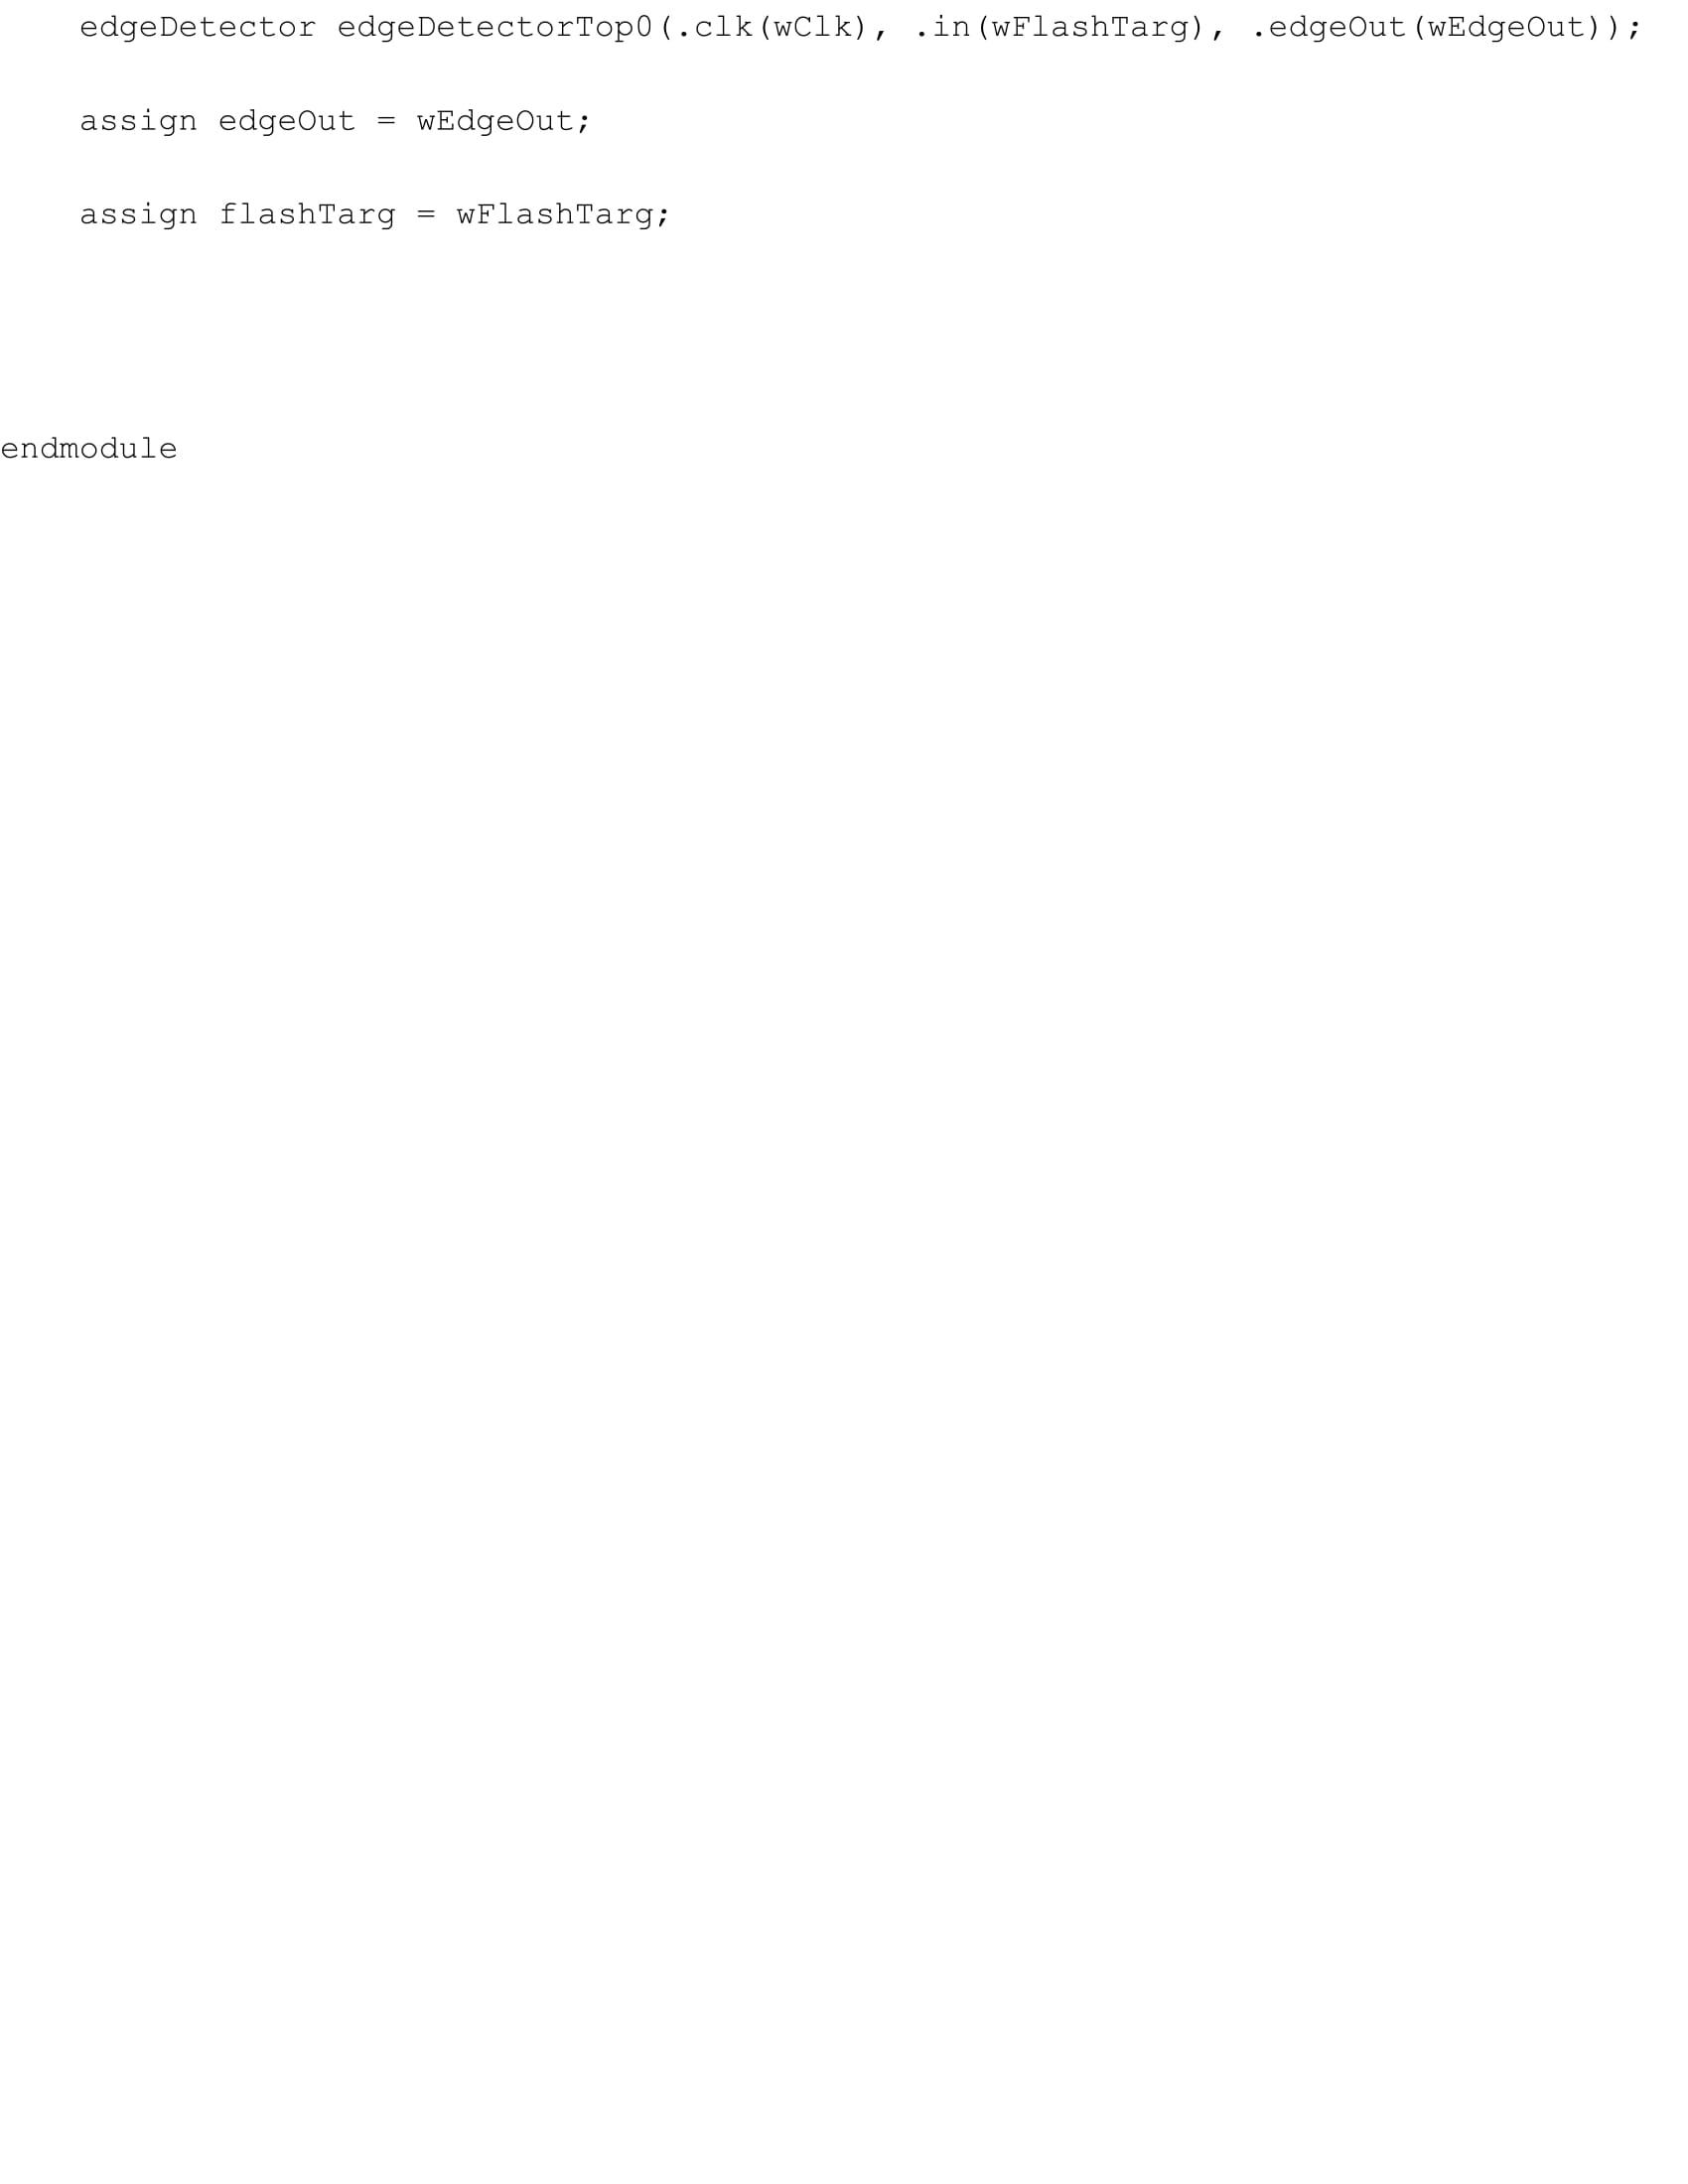 edgeDetector edgeDetectorTop0(.clk(wClk), .in(wFlashTarg), .edgeOut(wEdgeOut));
assign edgeOut = wEdgeOut;
assign flashTarg = wFlashTarg;
endmodule